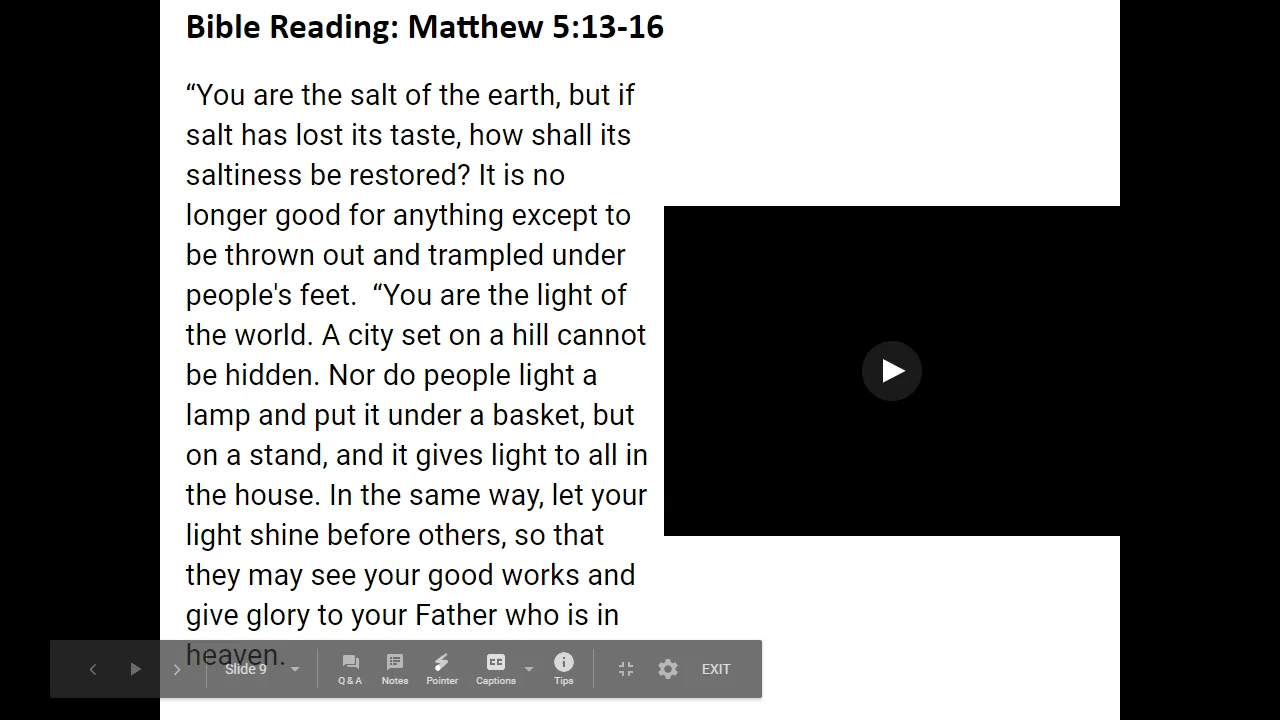 Bible Reading: Matthew 5:13-16
“You are the salt of the earth, but if
salt has lost its taste, how shall its
saltiness be restored? It is no
longer good for anything except to
be thrown out and trampled under
people's feet.  “You are the light of
the world. A city set on a hill cannot
be hidden. Nor do people light a
lamp and put it under a basket, but
on a stand, and it gives light to all in
the house. In the same way, let your
light shine before others, so that
they may see your good works and
give glory to your Father who is in
heaven.
Slide 9
Q & A Notes Pointer Captions Tips EXIT